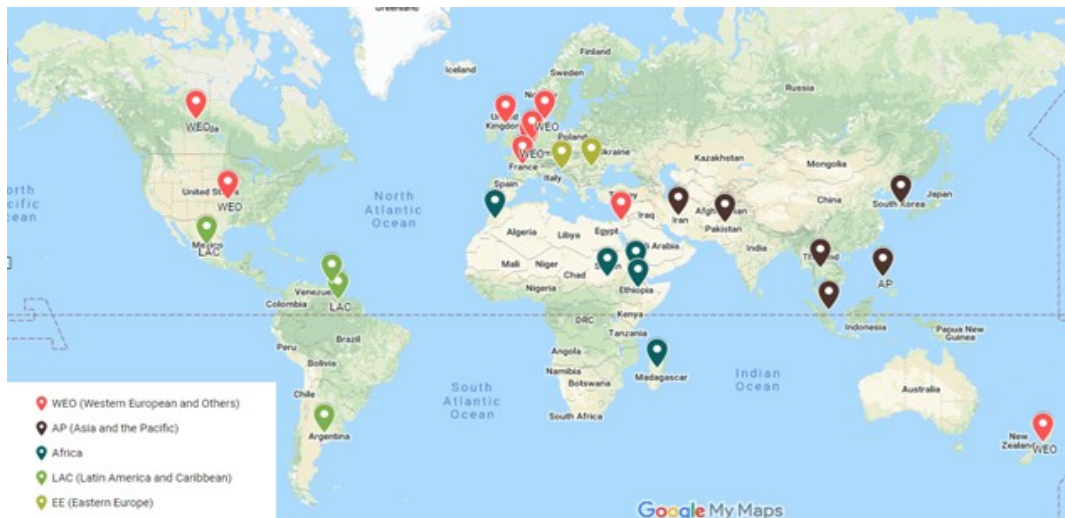 Greenland
Iceland
Finland
Sweden
Norway
Russia
WEO
United
Kingdom
WEO
Poland
Ukraine
WEO
France
Kazakhstan
Mongolia
North
Pacific
Ocean
United States
WEO
North
Atlantic
Ocean
Spain
Italy
Turkey
Iraq
Iran
Afghanistan
Pakistan
China
South Korea
Japan
Mexico
LAC
Algeria
Libya
Egypt
Saudi Arabia
India
Thailand
Mali
Niger
Chad
Sudan
AP
Venezuela
LAC
Colombia
Nigeria
Ethiopia
DRC
Kenya
Tanzania
Indonesia
Papua New
Guinea
Peru
Brazil
Bolivia
Angola
Namibia
Botswana
Madagascar
Indian
Ocean
South
Atlantic
Ocean
Australia
Chile
Argentina
South Africa
New
Zealand
WEO
WEO (Western European and Others)
AP (Asia and the Pacific)
Africa
LAC (Latin America and Caribbean)
EE (Eastern Europe)
Google My Maps